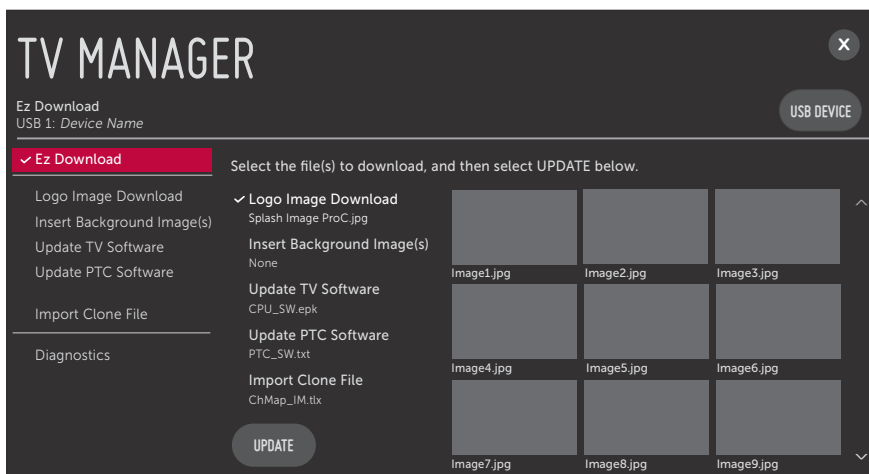 TV MANAGER
X
Ez Download
USB 1: Device Name
USB DEVICE
Ez Download
Logo Image Download
Insert Background Image(s)
Update TV Software
Update PTC Software
Import Clone File
Diagnostics
Select the file(s) to download, and then select UPDATE below.
Logo Image Download
Splash Image ProC.jpg
Insert Background Image(s)
None
Update TV Software
CPU_SW.epk
Update PTC Software
PTC_SW.txt
Import Clone File
ChMap_IM.tlx
UPDATE
Image1.jpg
Image2.jpg
Image3.jpg
Image4.jpg
Image5.jpg
Image6.jpg
Image7.jpg
Image8.jpg
Image9.jpg